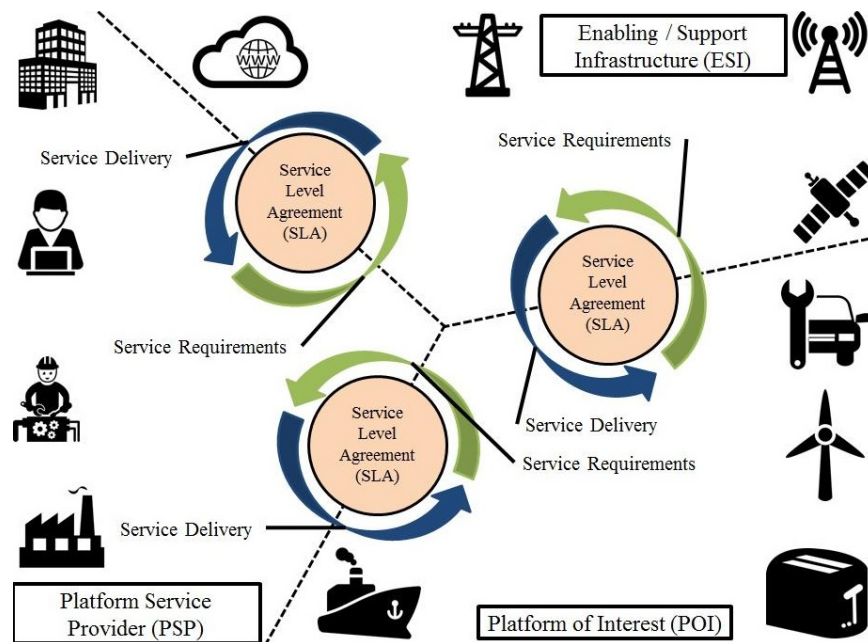 WWW
Enabling / Support
Infrastructure (ESI)
Service Delivery
Service
Level
Agreement
(SLA)
Service Requirements
Service
Level
Agreement
(SLA)
Service Requirements
Service
Level
Agreement
(SLA)
Service Delivery
Service Requirements
Service Delivery
Platform Service
Provider (PSP)
Platform of Interest (POI)